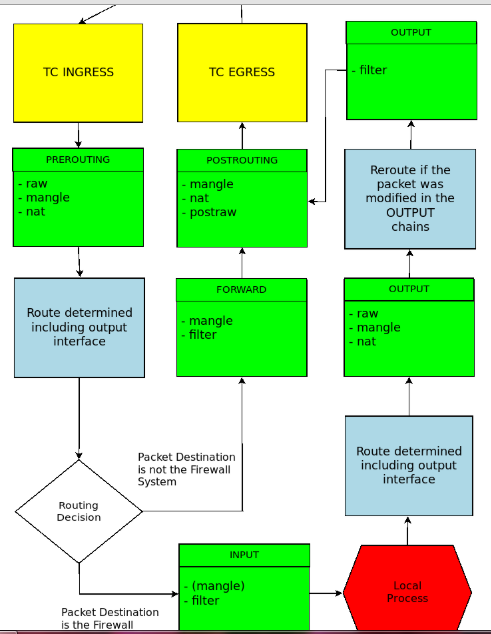 TC INGRESS
TC EGRESS
OUTPUT
- filter
PREROUTING
- raw
- mangle
- nat
POSTROUTING
- mangle
- nat
- postraw
Reroute if the
packet was
modified in the
OUTPUT
chains
Route determined
including output
interface
FORWARD
- mangle
- filter
OUTPUT
- raw
- mangle
- nat
Packet Destination
is not the Firewall
System
Route determined
including output
interface
Routing
Decision
INPUT
- (mangle)
- filter
Local
Process
Packet Destination
is the Firewall